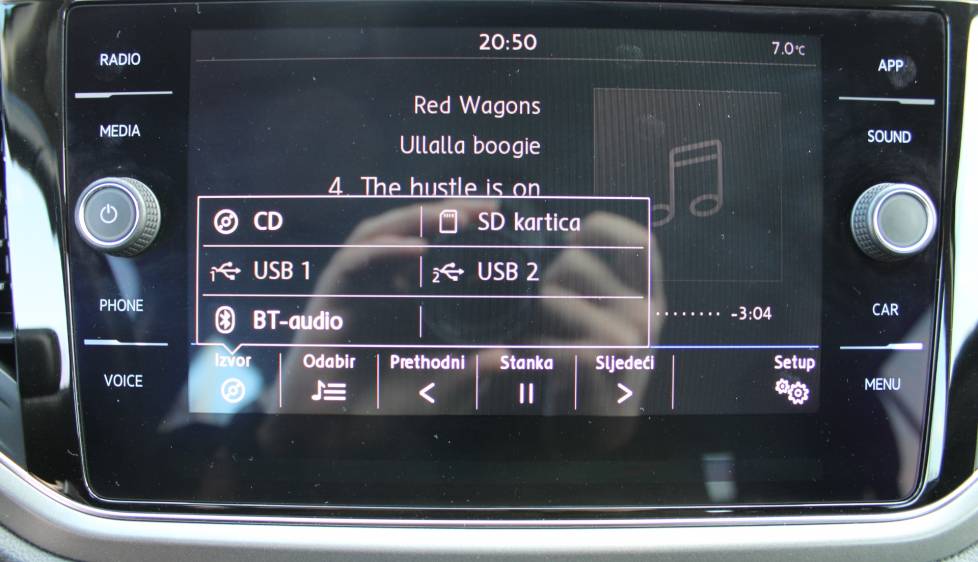 RADIO
MEDIA
PHONE
VOICE
20:50
7.0°C
Red Wagons
Ullalla boogie
4. The hustle is on
CD
SD kartica
1 USB 1
2 USB 2
BT-audio
-3:04
Izvor
Odabir
Prethodni
Stanka
Sljedeći
Setup
APP
SOUND
CAR
MENU